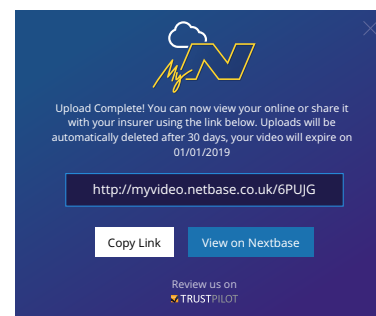 My N
Upload Complete! You can now view your online or share it
with your insurer using the link below. Uploads will be
automatically deleted after 30 days, your video will expire on
01/01/2019
http://myvideo.netbase.co.uk/6PUJG
Copy Link
View on Nextbase
Review us on
TRUSTPILOT